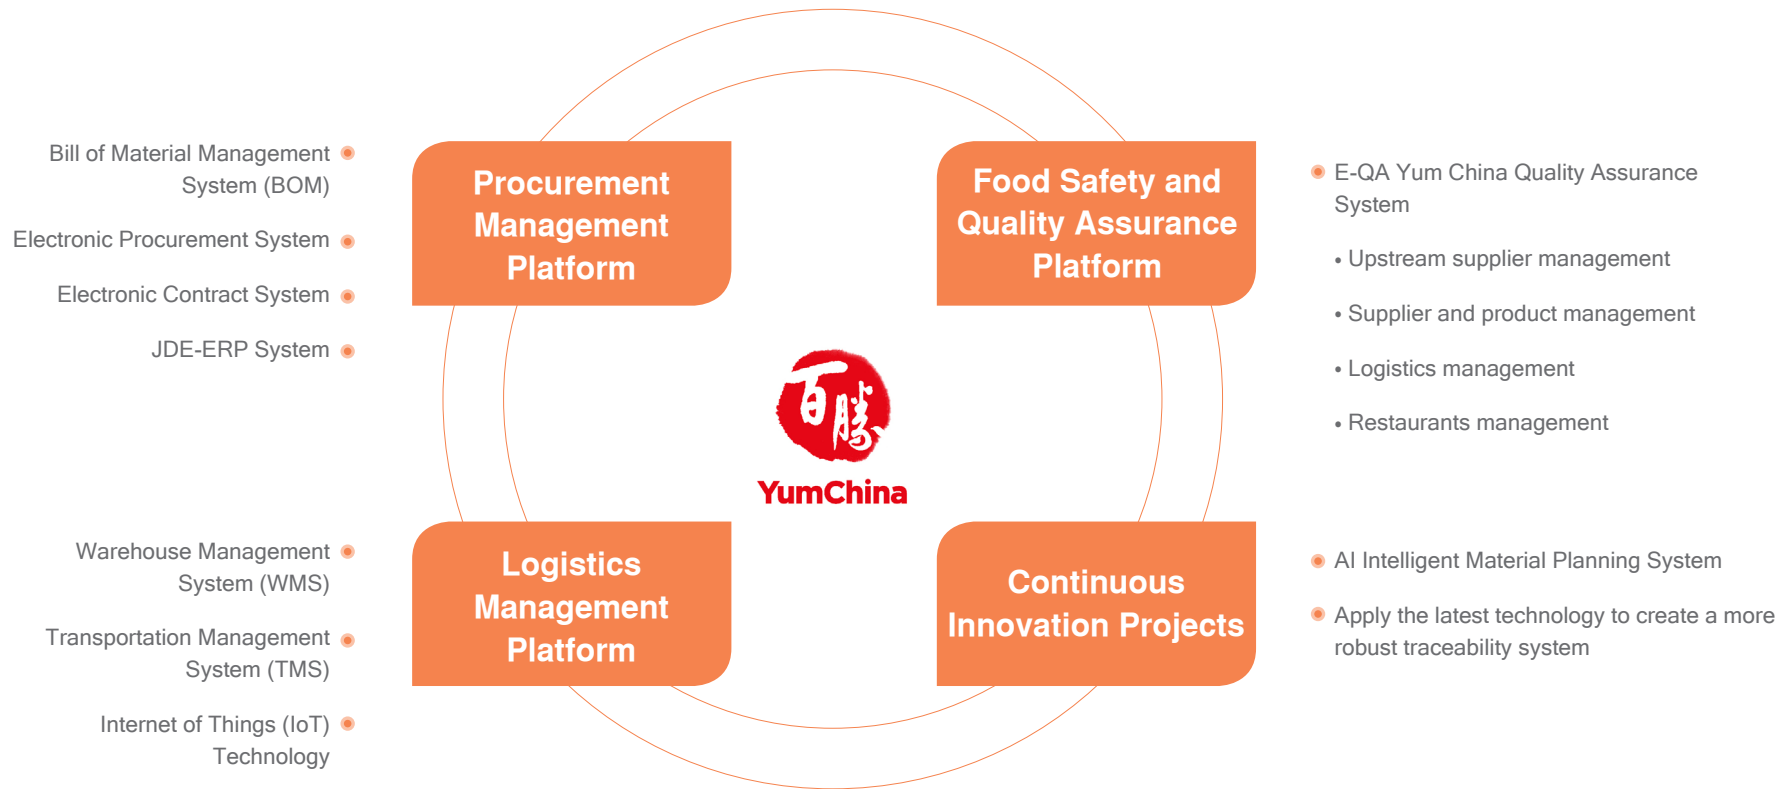 Bill of Material Management
System (BOM)
Electronic Procurement System
Electronic Contract System
JDE-ERP System
Procurement
Management
Platform
Food Safety and
Quality Assurance
Platform
E-QA Yum China Quality Assurance
System
• Upstream supplier management
• Supplier and product management
• Logistics management
• Restaurants management
百勝
YumChina
Warehouse Management
System (WMS)
Transportation Management
System (TMS)
Internet of Things (IoT)
Technology
Logistics
Management
Platform
Continuous
Innovation Projects
AI Intelligent Material Planning System
Apply the latest technology to create a more
robust traceability system